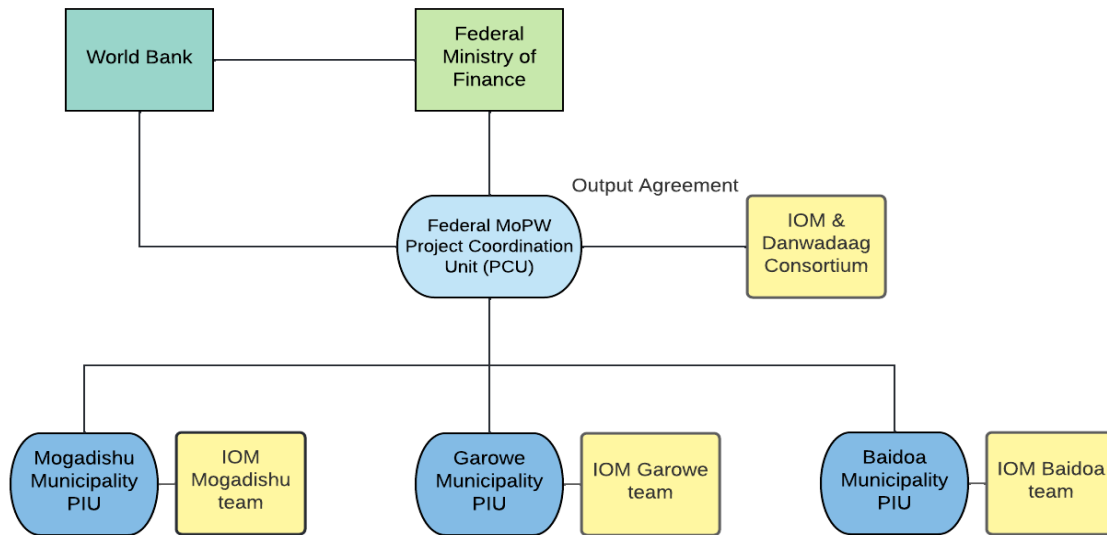 World Bank
Federal
Ministry of
Finance
Output Agreement
Federal MoPW
Project Coordination
Unit (PCU)
IOM &
Danwadaag
Consortium
Mogadishu
Municipality
PIU
IOM
Mogadishu
team
Garowe
Municipality
PIU
IOM Garowe
team
Baidoa
Municipality
PIU
IOM Baidoa
team